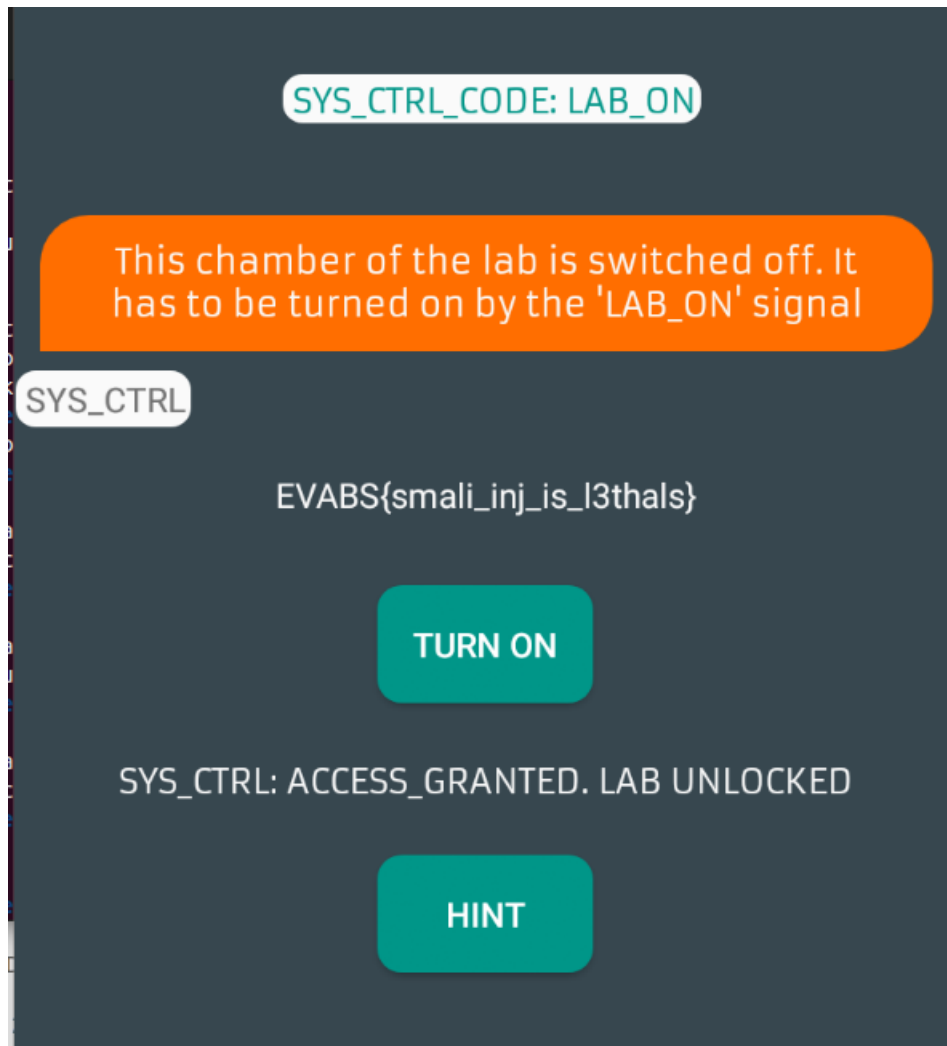 SYS_CTRL_CODE: LAB_ON
This chamber of the lab is switched off. It
has to be turned on by the 'LAB_ON' signal
SYS_CTRL
EVABS{smali_inj_is_l3thals}
TURN ON
SYS_CTRL: ACCESS_GRANTED. LAB UNLOCKED
HINT